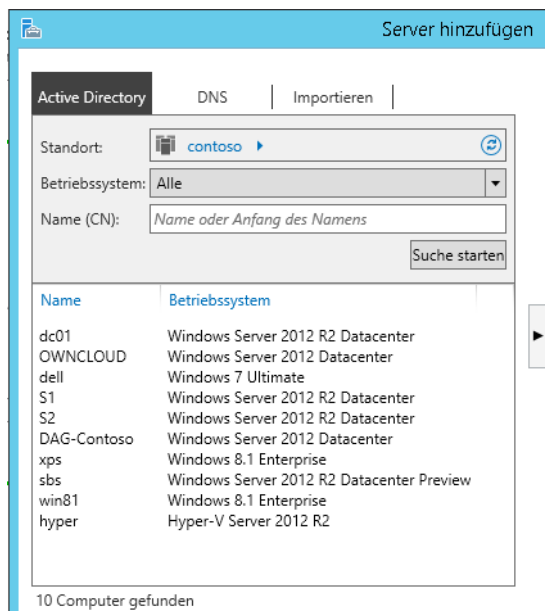 Server hinzufügen
Active Directory DNS Importieren
Standort: contoso
Betriebssystem: Alle
Name (CN): Name oder Anfang des Namens
Suche starten
Name Betriebssystem
dc01 Windows Server 2012 R2 Datacenter
OWNCLOUD Windows Server 2012 Datacenter
dell Windows 7 Ultimate
S1 Windows Server 2012 R2 Datacenter
S2 Windows Server 2012 R2 Datacenter
DAG-Contoso Windows Server 2012 Datacenter
xps Windows 8.1 Enterprise
sbs Windows Server 2012 R2 Datacenter Preview
win81 Windows 8.1 Enterprise
hyper Hyper-V Server 2012 R2
10 Computer gefunden